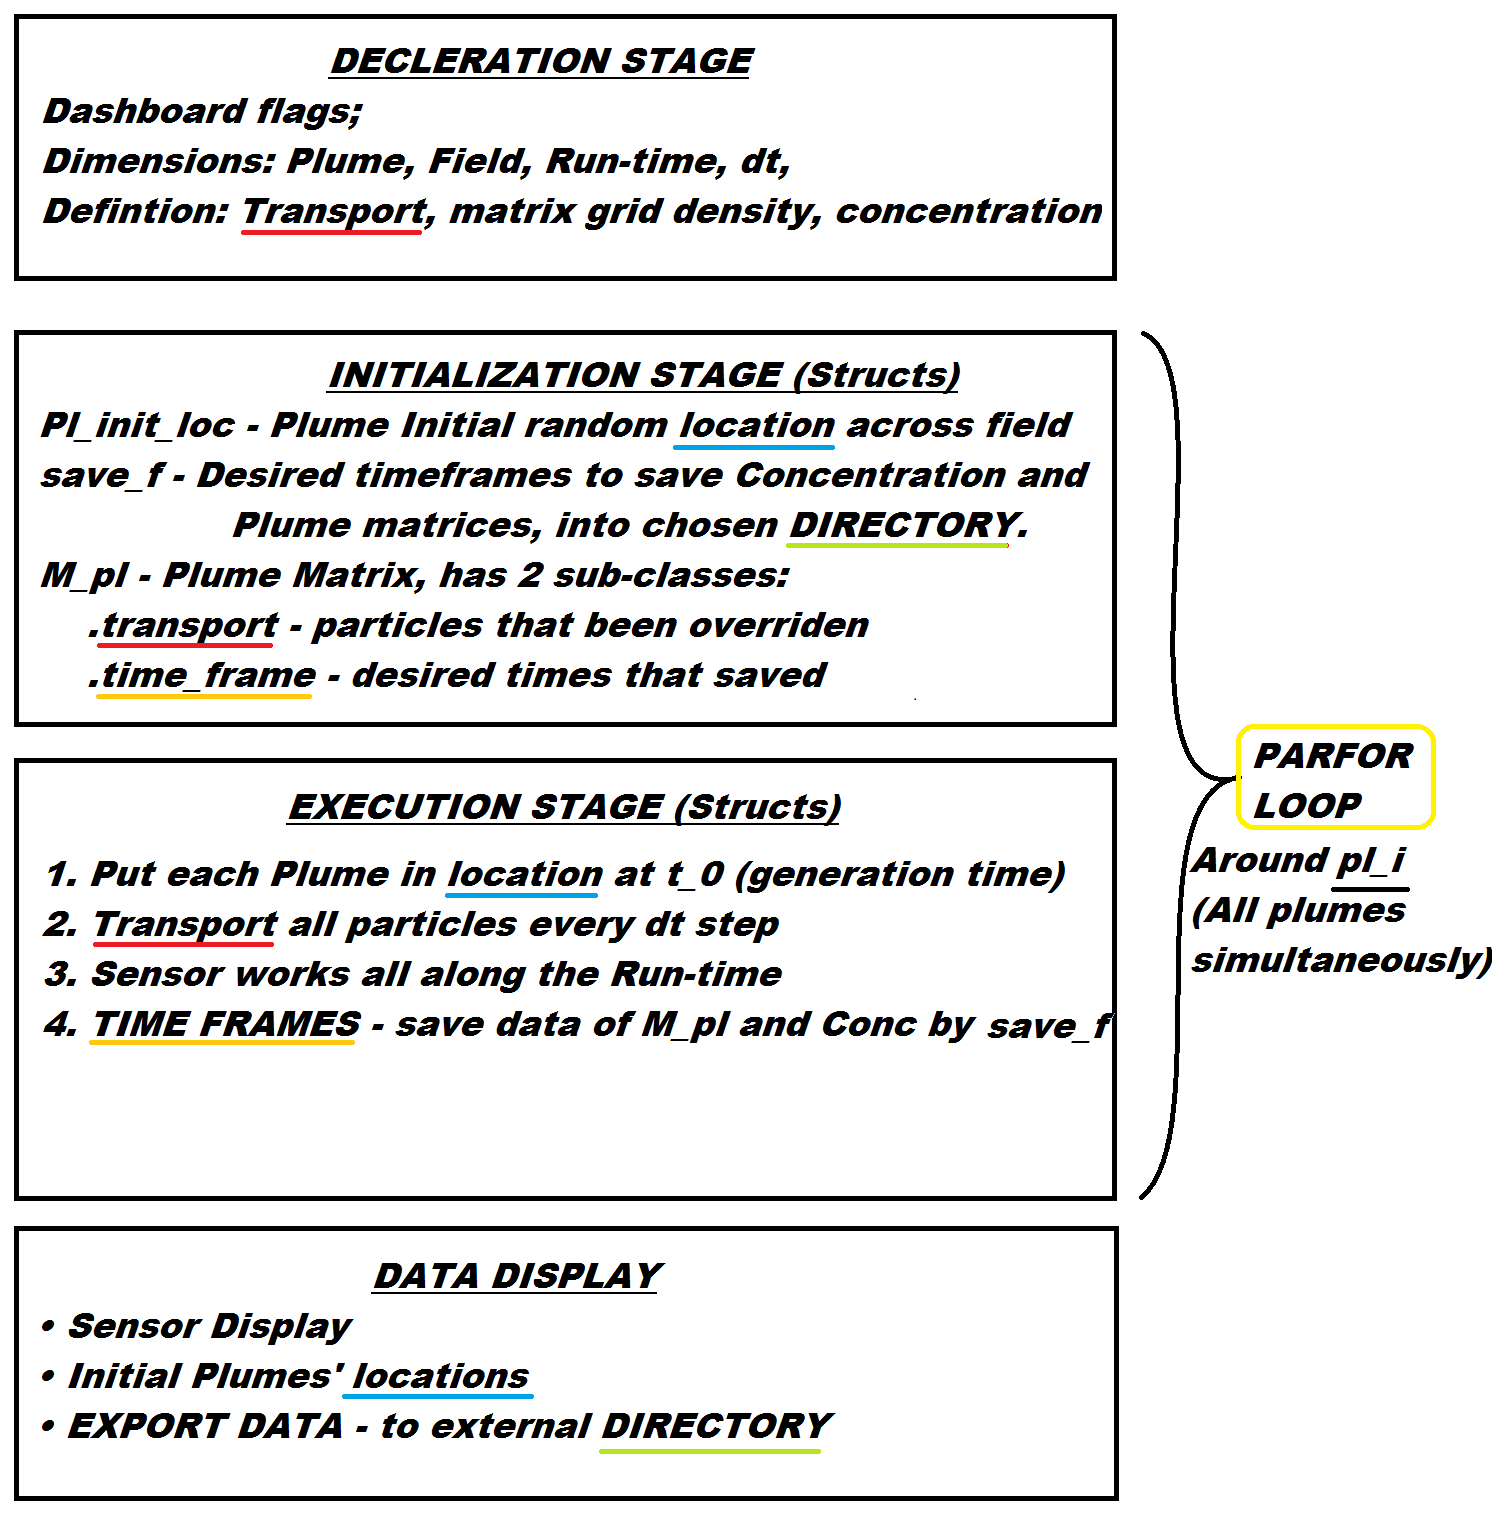 DECLERATION STAGE
Dashboard flags;
Dimensions: Plume, Field, Run-time, dt,
Defintion: Transport, matrix grid density, concentration
INITIALIZATION STAGE (Structs)
Pl_init_loc - Plume Initial random location across field
save_f - Desired timeframes to save Concentration and
Plume matrices, into chosen DIRECTORY.
M_pl - Plume Matrix, has 2 sub-classes:
.transport - particles that been overriden
.time_frame - desired times that saved
EXECUTION STAGE (Structs)
1. Put each Plume in location at t_0 (generation time)
2. Transport all particles every dt step
3. Sensor works all along the Run-time
4. TIME FRAMES - save data of M_pl and Conc by save_f
PARFOR
LOOP
Around pl_i
(All plumes
simultaneously)
DATA DISPLAY
• Sensor Display
• Initial Plumes' locations
• EXPORT DATA - to external DIRECTORY